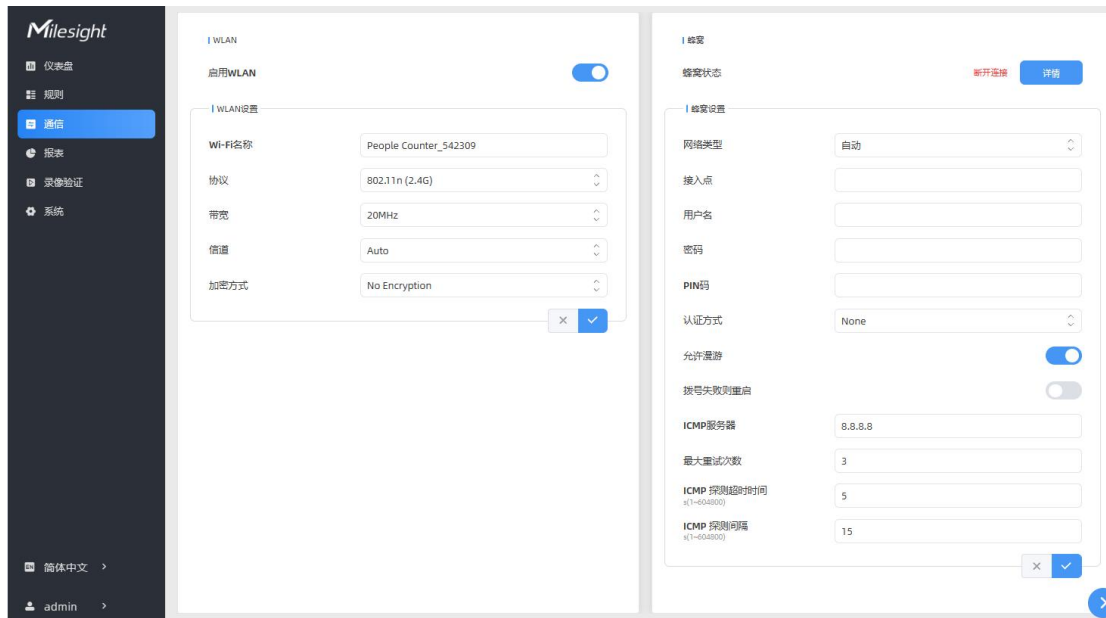 Milesight
仪表盘
规则
通信
报表
录像验证
系统
简体中文
admin
WLAN
启用WLAN
WLAN设置
Wi-Fi名称 People Counter_542309
协议 802.11n (2.4G)
带宽 20MHz
信道 Auto
加密方式 No Encryption
蜂窝
蜂窝状态 断开连接 详情
蜂窝设置
网络类型 自动
接入点
用户名
密码
PIN码
认证方式 None
允许漫游
拨号失败则重启
ICMP服务器 8.8.8.8
最大重试次数 3
ICMP 探测超时时间 5
s(1~604800)
ICMP 探测间隔 15
s(1~604800)